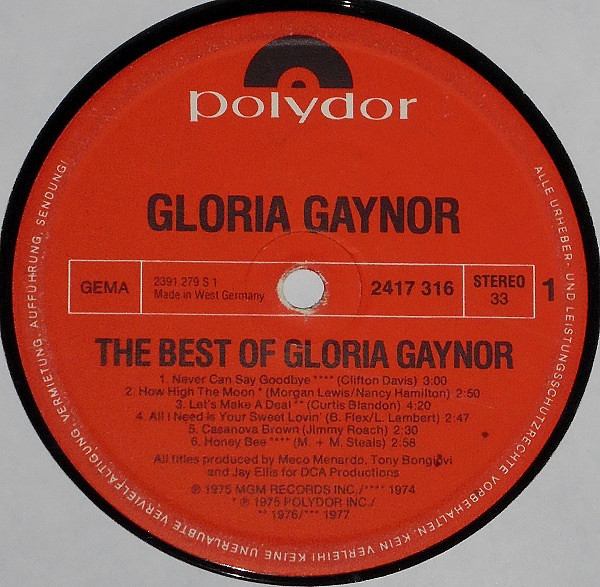 polydor
GLORIA GAYNOR
GEMA
2391 279 S 1
Made in West Germany
2417 316
STEREO
33
1
THE BEST OF GLORIA GAYNOR
1. Never Can Say Goodbye **** (Clifton Davis) 3:00
2. How High The Moon * (Morgan Lewis/Nancy Hamilton) 2:50
3. Let's Make A Deal ** (Curtis Blandon) 4:20
4. All I Need Is Your Sweet Lovin' (B. Flex/L. Lambert) 2:47
5. Casanova Brown (Jimmy Roach) 2:30
6. Honey Bee **** (M. + M. Steals) 2:58
All titles produced by Meco Menardo, Tony Bongiovi
and Jay Ellis for DCA Productions
℗ 1975 MGM RECORDS INC./**** 1974
* ℗ 1975 POLYDOR INC./
** 1976/*** 1977
ALLE URHEBER- UND LEISTUNGSSCHUTZRECHTE VORBEHALTEN. KEIN VERLEIH! KEINE UNERLAUBTE VERVIELFÄLTIGUNG, VERMIETUNG, AUFFÜHRUNG, SENDUNG!